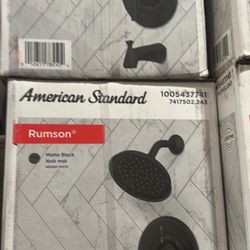 American Standard
1005437741
7417502.243
Rumson®
Matte Black
Noir mat